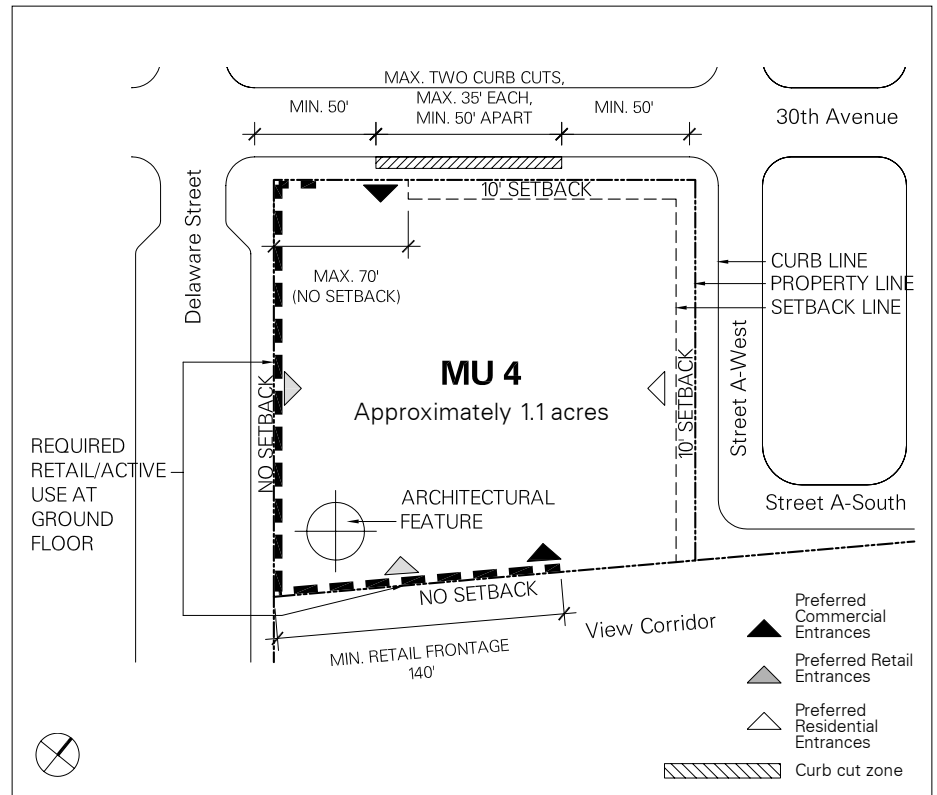 MAX. TWO CURB CUTS,
MAX. 35' EACH,
MIN. 50' APART
MIN. 50'
MIN. 50'
30th Avenue
Delaware Street
10' SETBACK
MAX. 70'
(NO SETBACK)
CURB LINE
PROPERTY LINE
SETBACK LINE
MU 4
Approximately 1.1 acres
NO SETBACK
10' SETBACK
Street A-West
REQUIRED
RETAIL/ACTIVE
USE AT
GROUND
FLOOR
ARCHITECTURAL
FEATURE
Street A-South
NO SETBACK
View Corridor
MIN. RETAIL FRONTAGE
140'
Preferred
Commercial
Entrances
Preferred Retail
Entrances
Preferred
Residential
Entrances
Curb cut zone